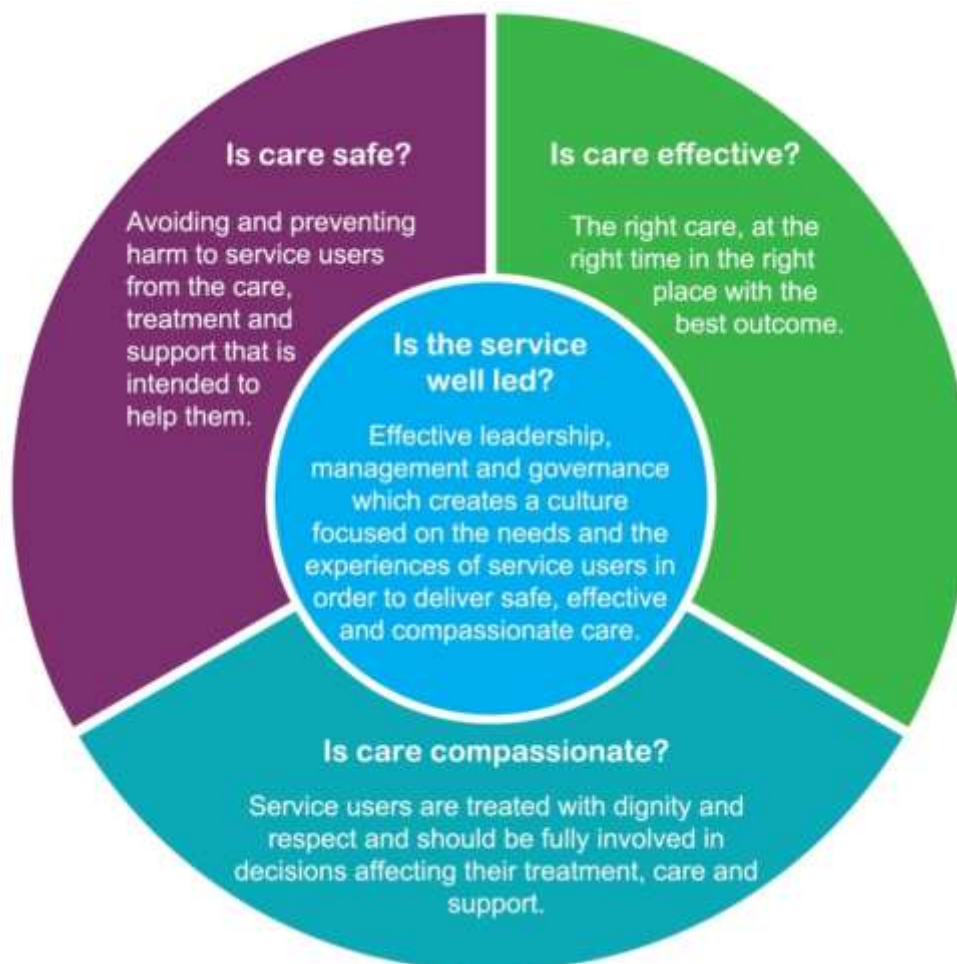 Is care safe?
Avoiding and preventing
harm to service users
from the care,
treatment and
support that is
intended to
help them.
Is care effective?
The right care, at the
right time in the right
place with the
best outcome.
Is the service
well led?
Effective leadership,
management and governance
which creates a culture
focused on the needs and the
experiences of service users in
order to deliver safe, effective
and compassionate care.
Is care compassionate?
Service users are treated with dignity and
respect and should be fully involved in
decisions affecting their treatment, care and
support.